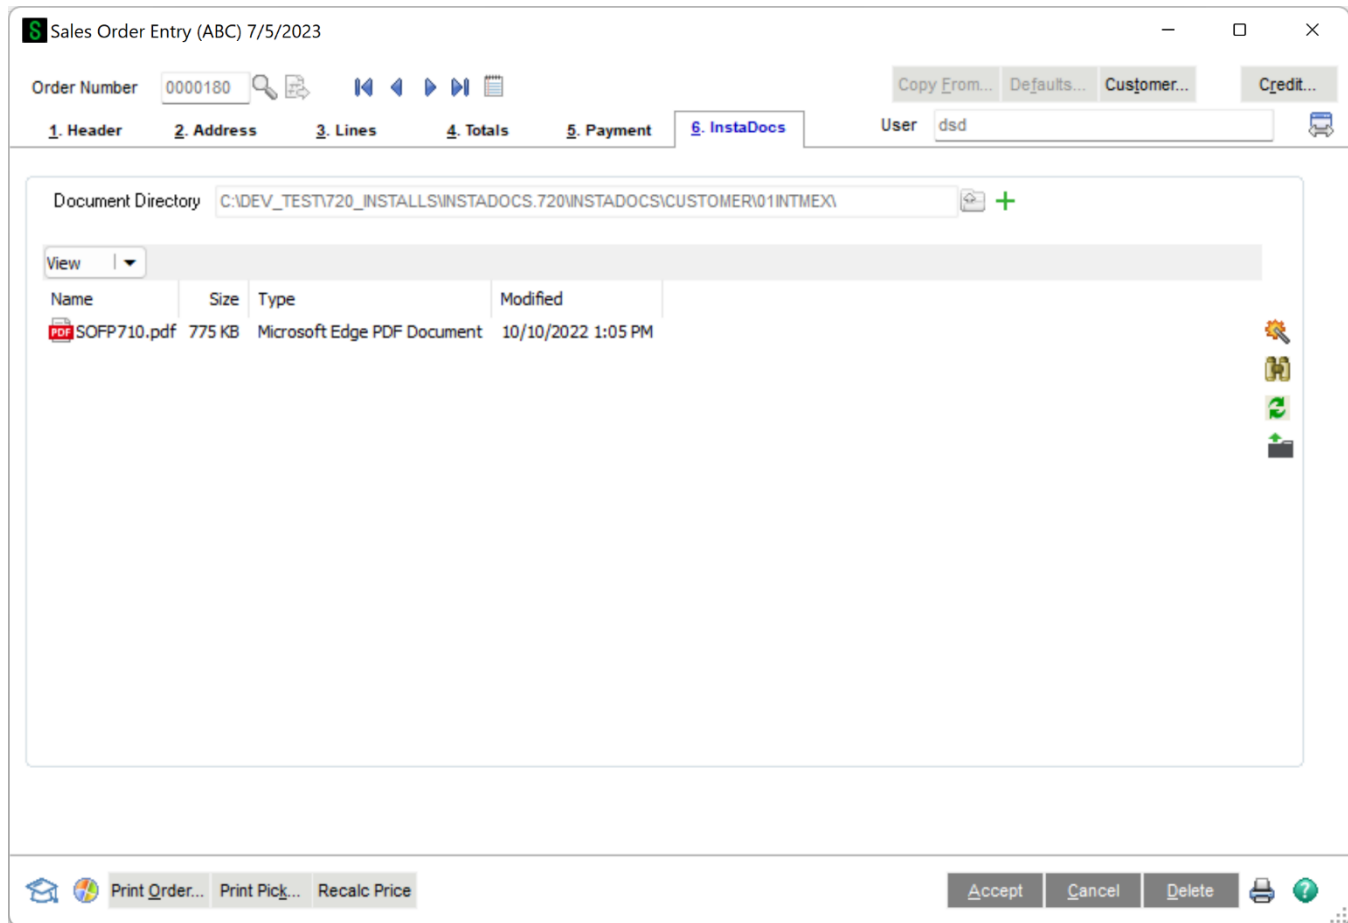 S Sales Order Entry (ABC) 7/5/2023
Order Number 0000180 Copy From... Defaults... Customer... Credit...
1. Header 2. Address 3. Lines 4. Totals 5. Payment 6. InstaDocs User dsd
Document Directory C:\DEV_TEST\720_INSTALLS\INSTADOCS.720\INSTADOCS\CUSTOMER\01INTMEX\
View
Name Size Type Modified
PDF SOFP710.pdf 775 KB Microsoft Edge PDF Document 10/10/2022 1:05 PM
Print Order... Print Pick... Recalc Price Accept Cancel Delete ?